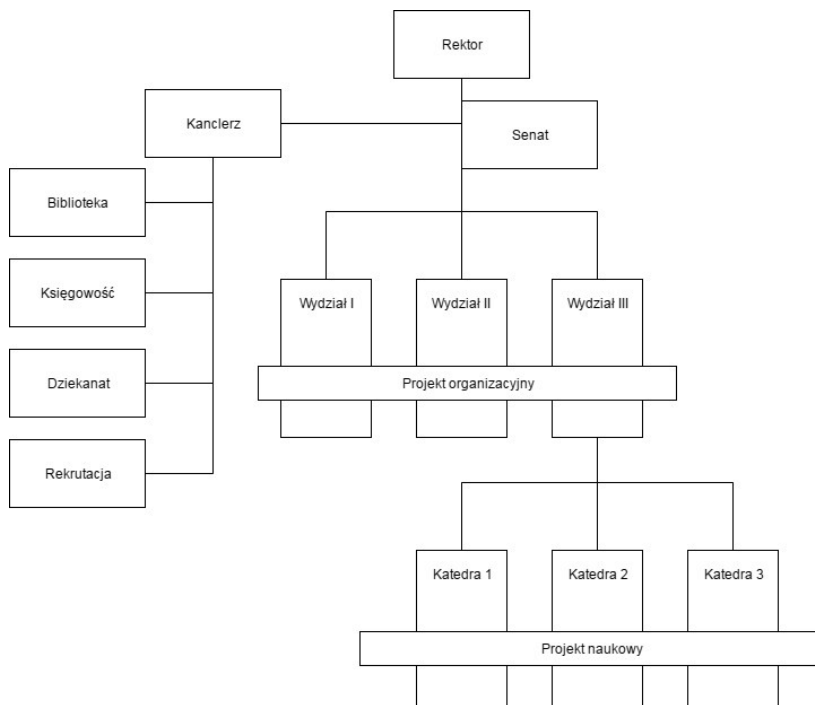 Rektor
Kanclerz
Senat
Biblioteka
Księgowość
Dziekanat
Rekrutacja
Wydział I
Wydział II
Wydział III
Projekt organizacyjny
Katedra 1
Katedra 2
Katedra 3
Projekt naukowy